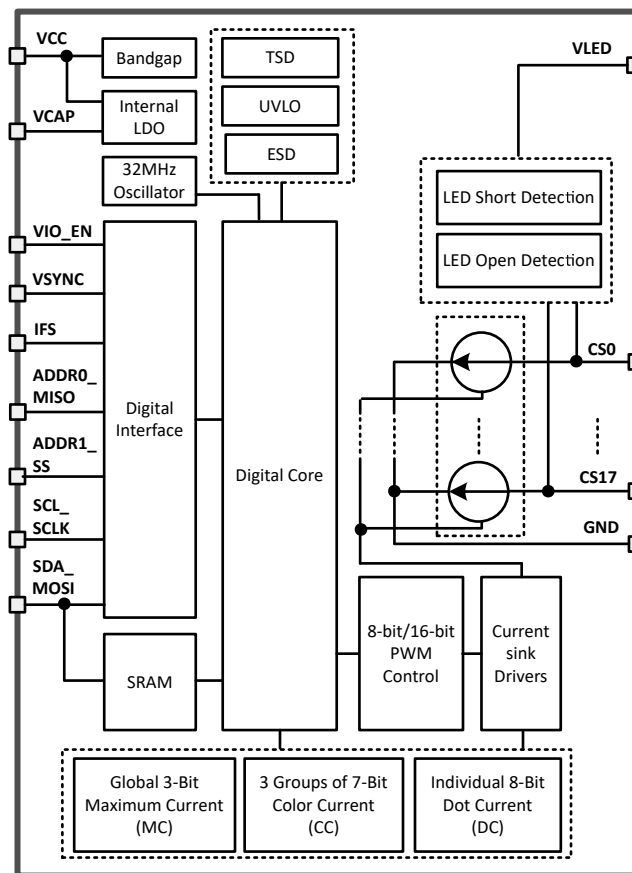 VCC
VCAP
Bandgap
Internal
LDO
32MHz
Oscillator
TSD
UVLO
ESD
VLED
LED Short Detection
LED Open Detection
VIO_EN
VSYNC
IFS
ADDR0_
MISO
ADDR1_
SS
SCL_
SCLK
SDA_
MOSI
Digital
Interface
Digital Core
SRAM
CS0
CS17
GND
8-bit/16-bit
PWM
Control
Current
sink
Drivers
Global 3-Bit
Maximum Current
(MC)
3 Groups of 7-Bit
Color Current
(CC)
Individual 8-Bit
Dot Current
(DC)